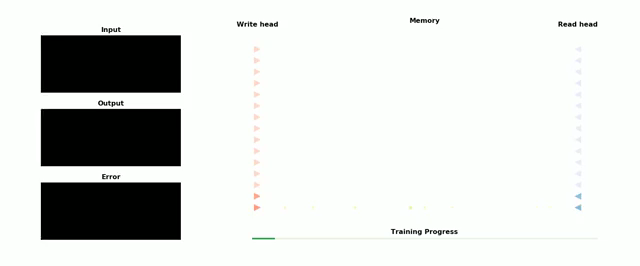 Input
Output
Error
Write head
Memory
Read head
Training Progress